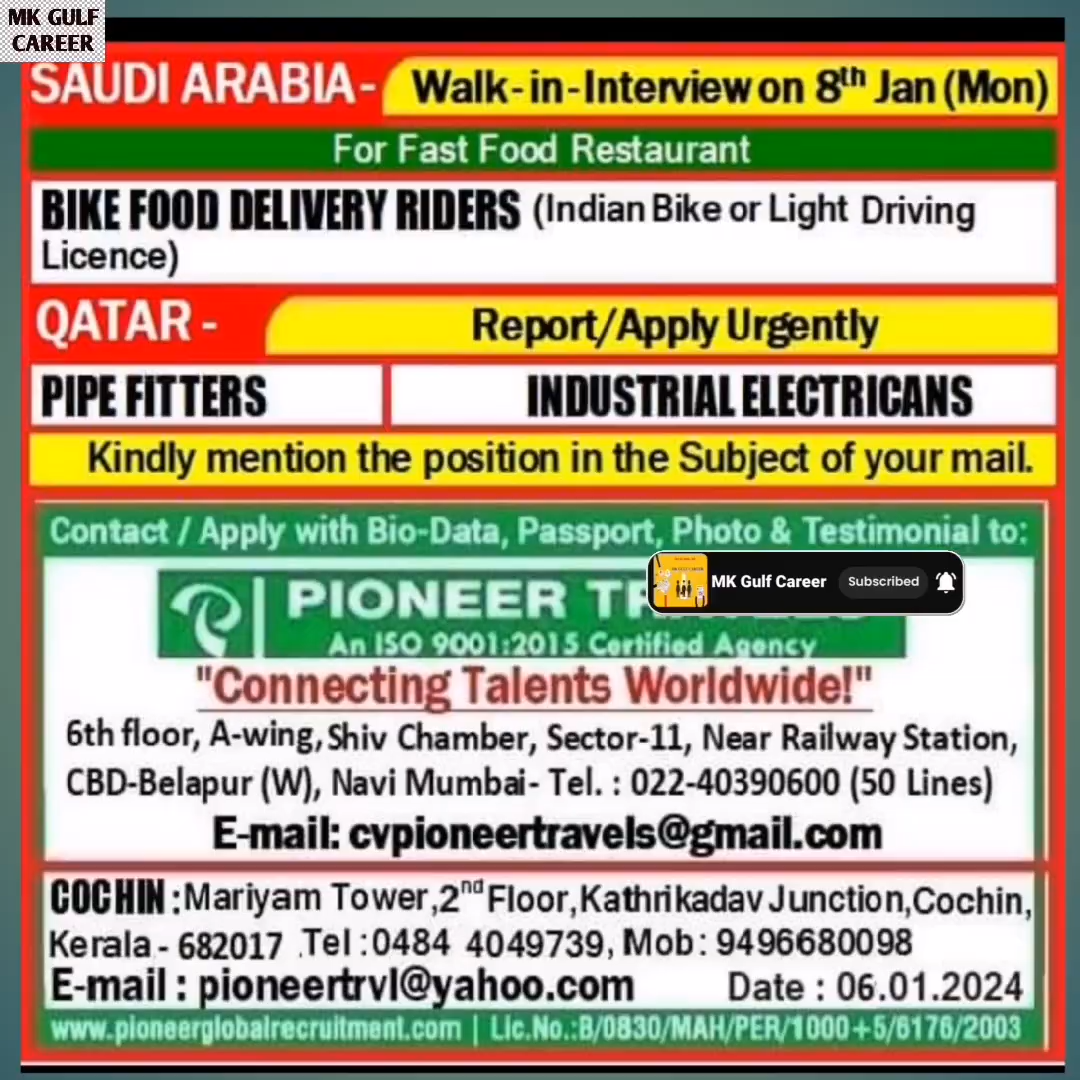 MK GULF
CAREER
SAUDI ARABIA - Walk-in-Interview on 8th Jan (Mon)
For Fast Food Restaurant
BIKE FOOD DELIVERY RIDERS (Indian Bike or Light Driving
Licence)
QATAR - Report/Apply Urgently
PIPE FITTERS INDUSTRIAL ELECTRICANS
Kindly mention the position in the Subject of your mail.
Contact / Apply with Bio-Data, Passport, Photo & Testimonial to:
PIONEER
MK Gulf Career Subscribed
An ISO 9001:2015 Certified Agency
"Connecting Talents Worldwide!"
6th floor, A-wing, Shiv Chamber, Sector-11, Near Railway Station,
CBD-Belapur (W), Navi Mumbai- Tel. : 022-40390600 (50 Lines)
E-mail: cvpioneertravels@gmail.com
COCHIN : Mariyam Tower, 2nd Floor, Kathrikadav Junction, Cochin,
Kerala - 682017 .Tel :0484 4049739, Mob: 9496680098
E-mail : pioneertrvl@yahoo.com Date : 06.01.2024
www.pioneerglobalrecruitment.com | Lic.No.:B/0830/MAH/PER/1000+5/6176/2003